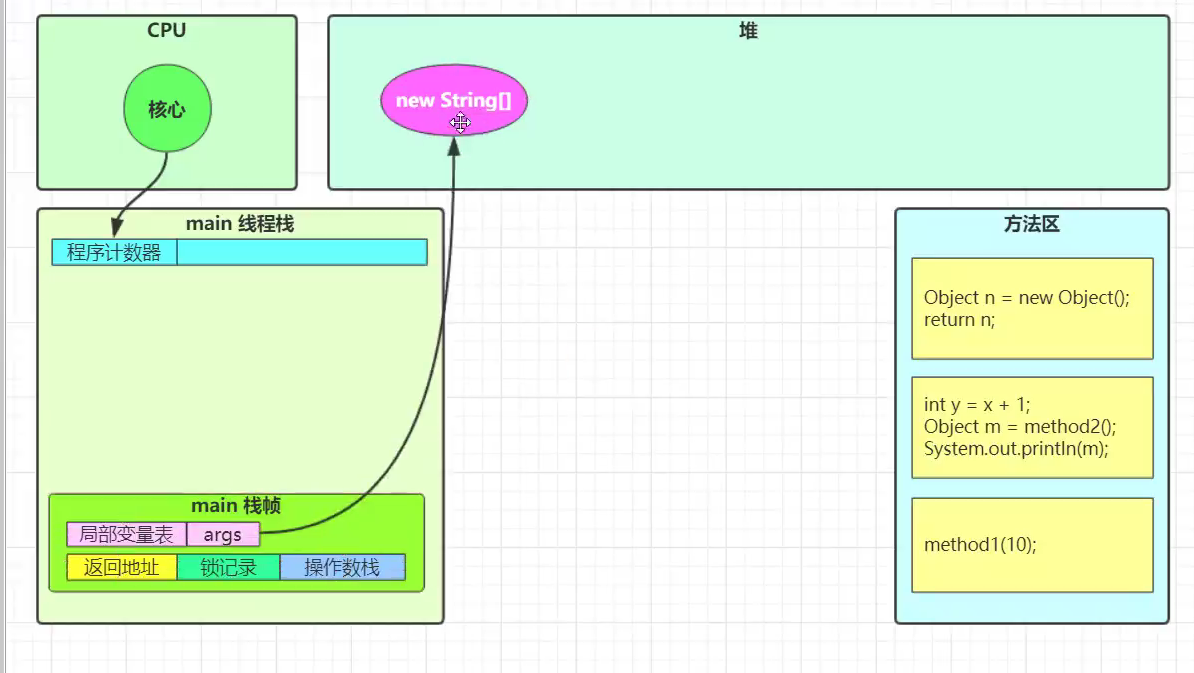 CPU
核心
堆
new String[]
main 线程栈
程序计数器
main 栈帧
局部变量表
args
返回地址
锁记录
操作数栈
方法区
Object n = new Object();
return n;
int y = x + 1;
Object m = method2();
System.out.println(m);
method1(10);